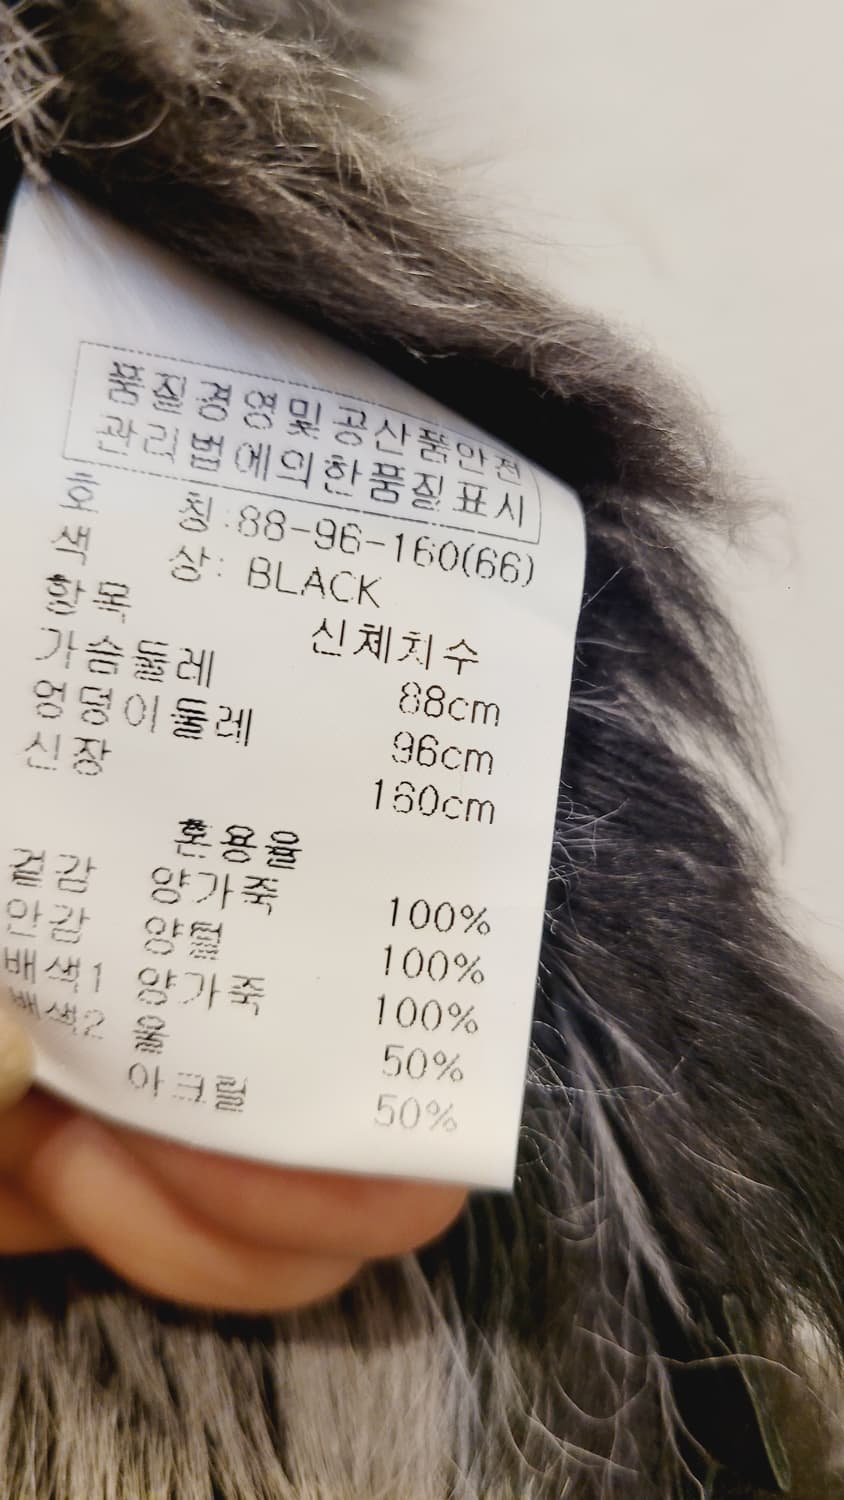 품질경영및공산품안전
관리법에의한품질표시
호 칭:88-96-160(66)
색 상: BLACK
항목 신체치수
가슴둘레 88cm
엉덩이둘레 96cm
신장 160cm
혼용율
겉감 양가죽 100%
안감 양털 100%
배색1 양가죽 100%
배색2 울 50%
아크릴 50%